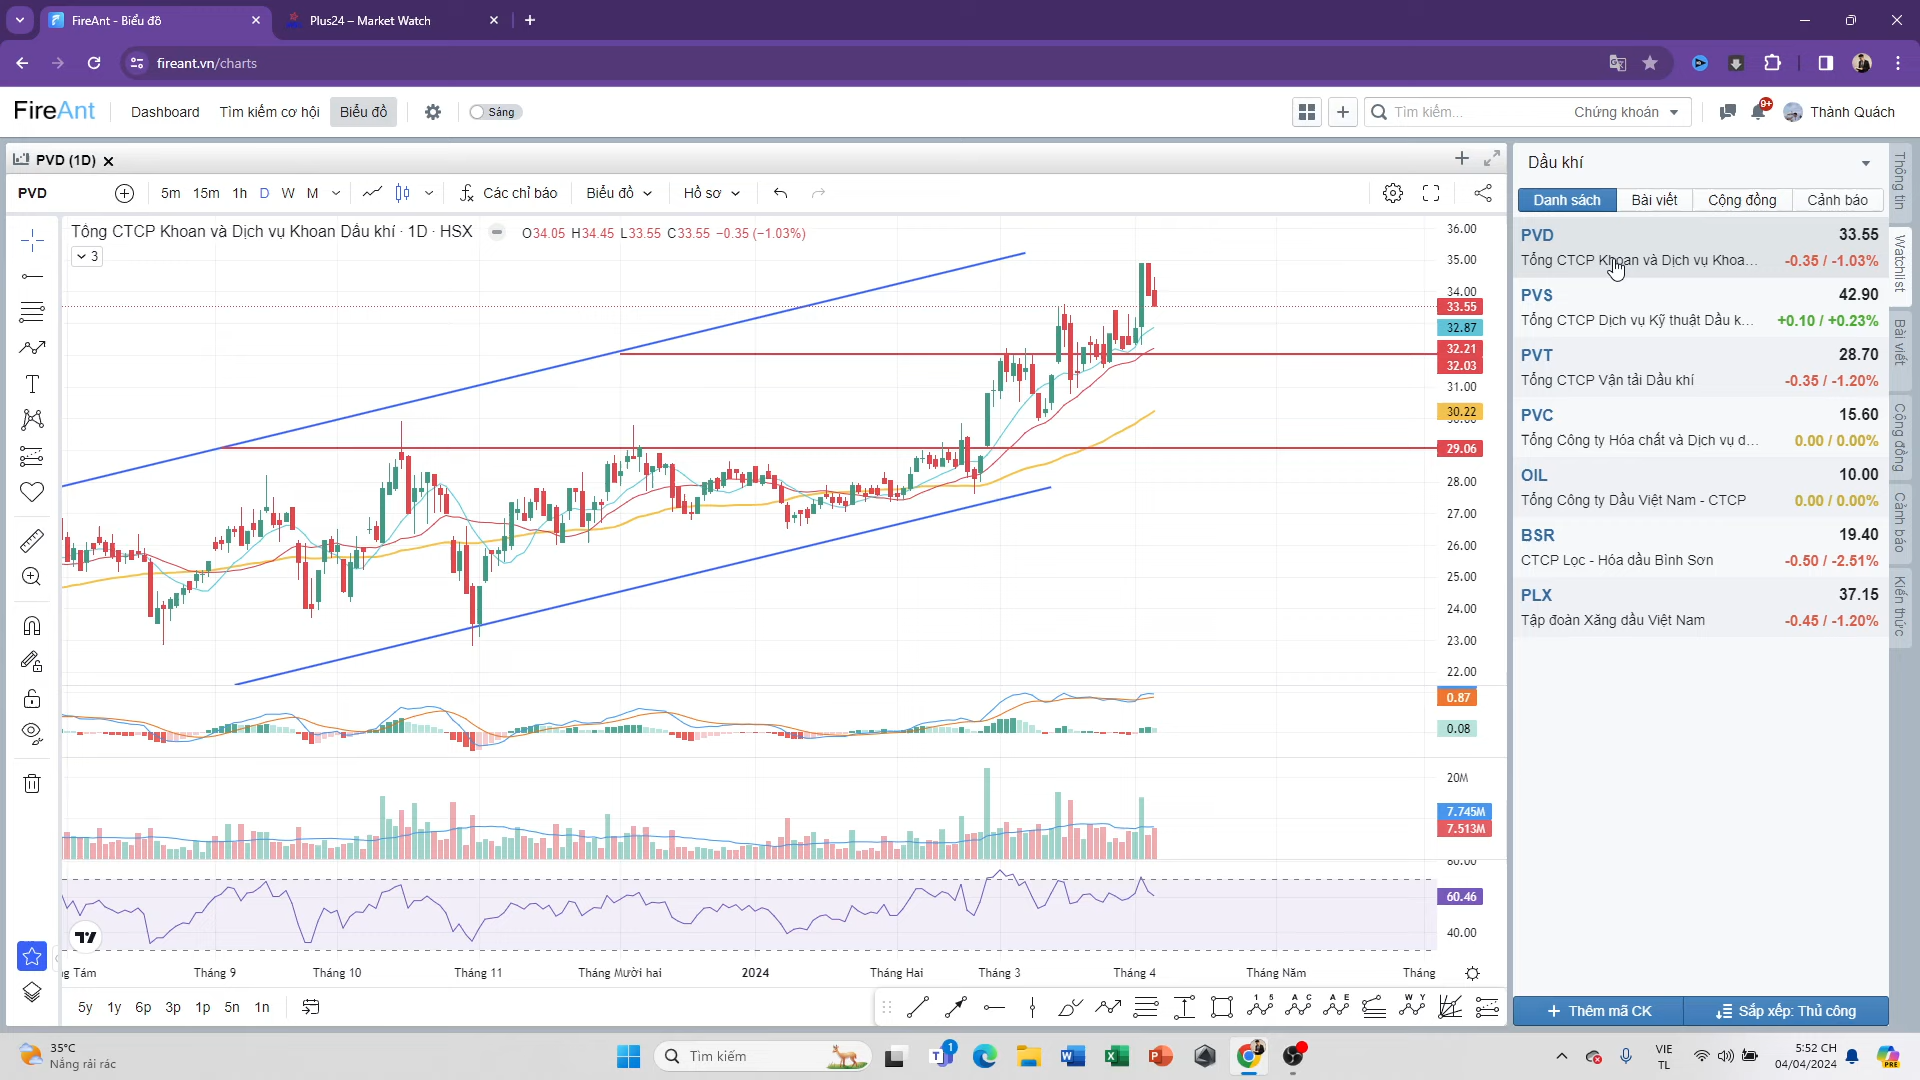 FireAnt - Biểu đồ
Plus24 – Market Watch
fireant.vn/charts
FireAnt
Dashboard
Tìm kiếm cơ hội
Biểu đồ
Sáng
Tìm kiếm...
Chứng khoán
9+
Thành Quách
PVD (1D)
PVD
5m
15m
1h
D
W
M
Các chỉ báo
Biểu đồ
Hồ sơ
Tổng CTCP Khoan và Dịch vụ Khoan Dầu khí · 1D · HSX
O34.05 H34.45 L33.55 C33.55 −0.35 (−1.03%)
3
36.00
35.00
34.00
33.55
32.87
32.21
32.03
31.00
30.22
30.00
29.06
28.00
27.00
26.00
25.00
24.00
23.00
22.00
0.87
0.08
20M
7.745M
7.513M
80.00
60.46
40.00
Tháng 9
Tháng 10
Tháng 11
Tháng Mười hai
2024
Tháng Hai
Tháng 3
Tháng 4
Tháng Năm
Tháng
5y
1y
6p
3p
1p
5n
1n
Dầu khí
Danh sách
Bài viết
Cộng đồng
Cảnh báo
PVD
33.55
Tổng CTCP Khoan và Dịch vụ Khoa...
-0.35 / -1.03%
PVS
42.90
Tổng CTCP Dịch vụ Kỹ thuật Dầu k...
+0.10 / +0.23%
PVT
28.70
Tổng CTCP Vận tải Dầu khí
-0.35 / -1.20%
PVC
15.60
Tổng Công ty Hóa chất và Dịch vụ d...
0.00 / 0.00%
OIL
10.00
Tổng Công ty Dầu Việt Nam - CTCP
0.00 / 0.00%
BSR
19.40
CTCP Lọc - Hóa dầu Bình Sơn
-0.50 / -2.51%
PLX
37.15
Tập đoàn Xăng dầu Việt Nam
-0.45 / -1.20%
Thêm mã CK
Sắp xếp: Thủ công
Thông tin
Watchlist
Bài viết
Cộng đồng
Cảnh báo
Kiến thức
35°C
Nắng rải rác
Tìm kiếm
1
VIE
TL
5:52 CH
04/04/2024